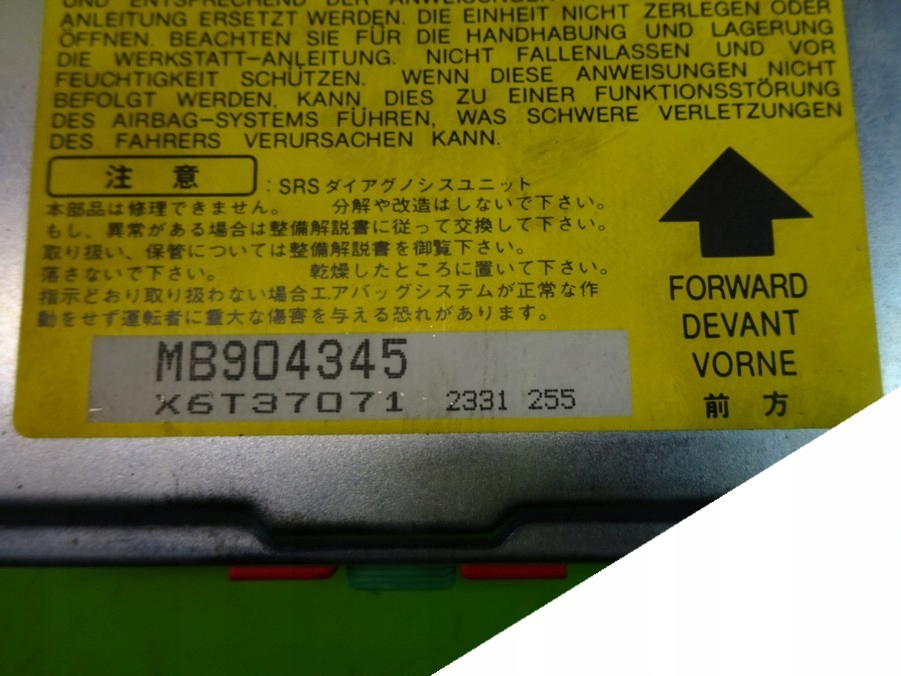 UND ENTSPRECHEND DER ANWEISUNGEN
ANLEITUNG ERSETZT WERDEN. DIE EINHEIT NICHT ZERLEGEN ODER
ÖFFNEN. BEACHTEN SIE FÜR DIE HANDHABUNG UND LAGERUNG
DIE WERKSTATT-ANLEITUNG. NICHT FALLENLASSEN UND VOR
FEUCHTIGKEIT SCHÜTZEN. WENN DIESE ANWEISUNGEN NICHT
BEFOLGT WERDEN, KANN DIES ZU EINER FUNKTIONSSTÖRUNG
DES AIRBAG-SYSTEMS FÜHREN, WAS SCHWERE VERLETZUNGEN
DES FAHRERS VERURSACHEN KANN.
注 意 : SRSダイアグノシスユニット
本部品は修理できません。 分解や改造はしないで下さい。
もし、異常がある場合は整備解説書に従って交換して下さい。
取り扱い、保管については整備解説書を御覧下さい。
落さないで下さい。 乾燥したところに置いて下さい。
指示どおり取り扱わない場合エアバッグシステムが正常な作
動をせず運転者に重大な傷害を与える恐れがあります。
MB904345
X6T37071 2331 255
FORWARD
DEVANT
VORNE
前 方